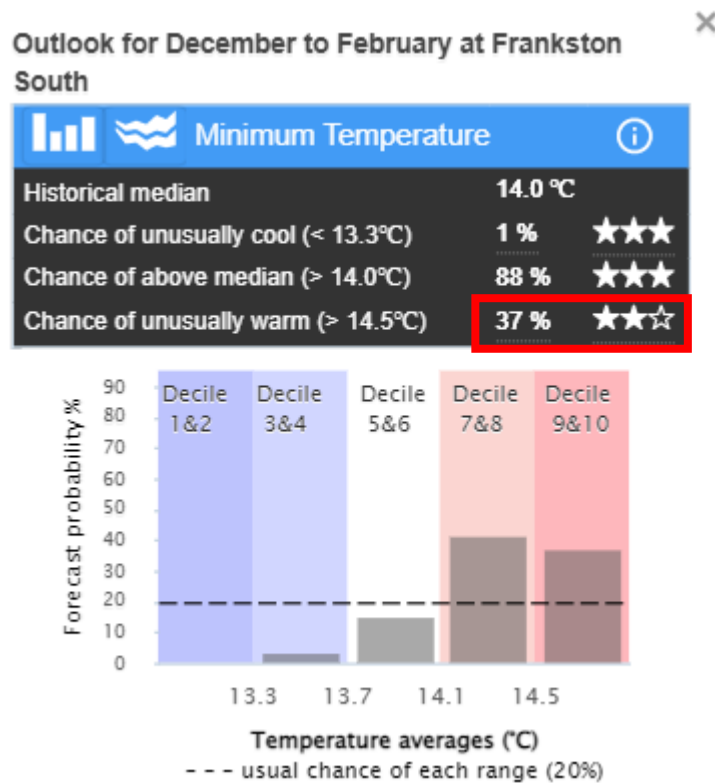 ×
Outlook for December to February at Frankston
South
Minimum Temperature
Historical median 14.0 ℃
Chance of unusually cool (< 13.3℃) 1 % ★★★
Chance of above median (> 14.0℃) 88 % ★★★
Chance of unusually warm (> 14.5℃) 37 % ★★☆
Forecast probability %
90
80
70
60
50
40
30
20
10
0
Decile Decile Decile Decile Decile
1&2 3&4 5&6 7&8 9&10
13.3 13.7 14.1 14.5
Temperature averages (℃)
- - - usual chance of each range (20%)